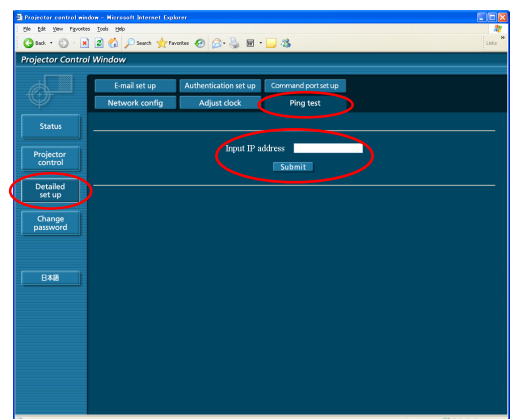 Projector control window - Microsoft Internet Explorer
File Edit View Favorites Tools Help
Back Search Favorites Links
Projector Control Window
E-mail set up Authentication set up Command port set up
Network config Adjust clock Ping test
Status
Projector
control
Detailed
set up
Change
password
日本語
Input IP address
Submit